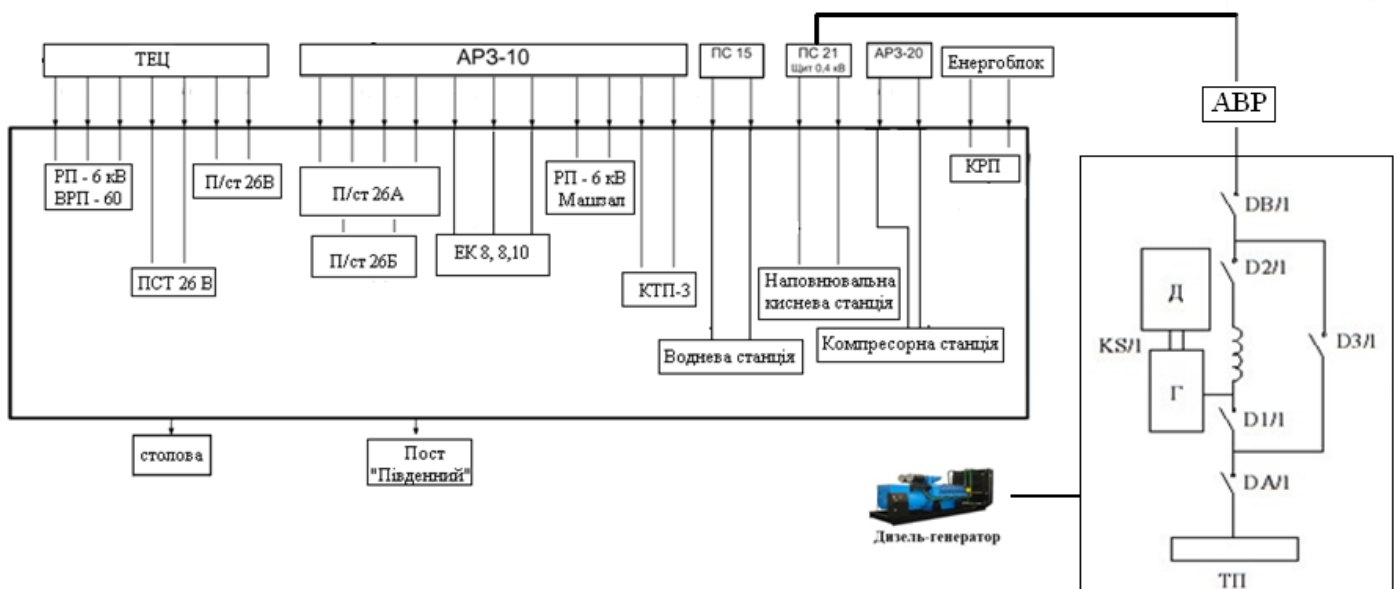 ТЕЦ
АРЗ-10
ПС 15
ПС 21
Щит 0,4 кВ
АРЗ-20
Енергоблок
АВР
РП - 6 кВ
ВРП - 60
П/ст 26В
П/ст 26А
РП - 6 кВ
Машзал
КРП
ПСТ 26 В
П/ст 26Б
ЕК 8, 8,10
КТП-3
Наповнювальна
киснева станція
Воднева станція
Компресорна станція
DB/1
D2/1
Д
KS/1
D3/1
Г
D1/1
DA/1
ТП
столова
Пост
"Південний"
Дизель-генератор